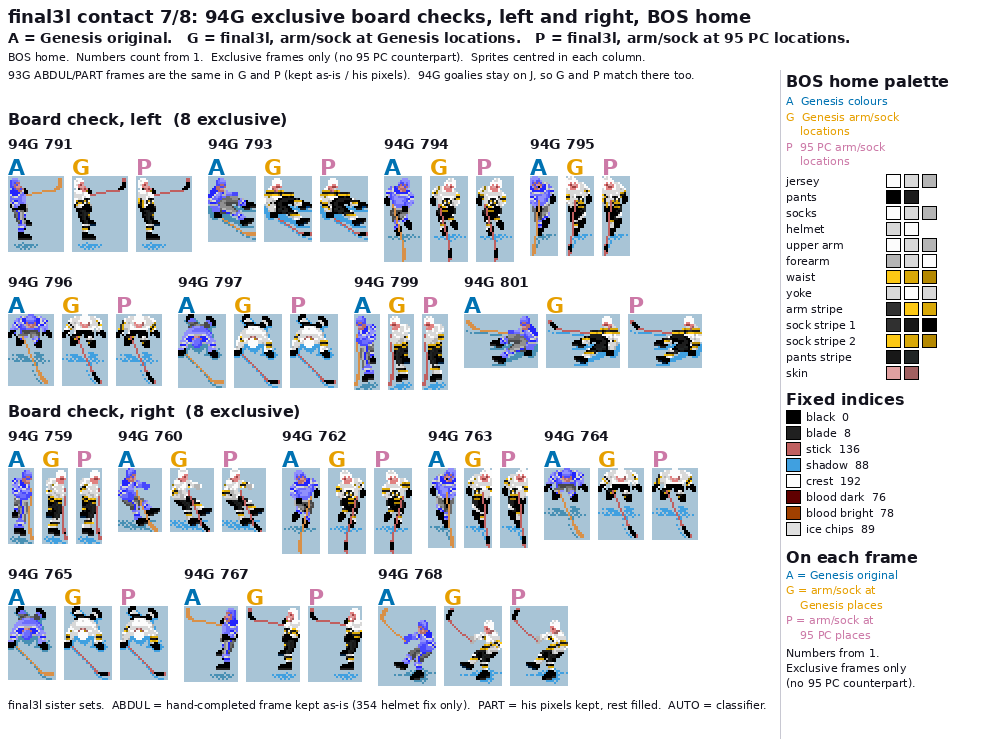 final3l contact 7/8: 94G exclusive board checks, left and right, BOS home
A = Genesis original.   G = final3l, arm/sock at Genesis locations.   P = final3l, arm/sock at 95 PC locations.
BOS home.  Numbers count from 1.  Exclusive frames only (no 95 PC counterpart).  Sprites centred in each column.
93G ABDUL/PART frames are the same in G and P (kept as-is / his pixels).  94G goalies stay on J, so G and P match there too.
Board check, left  (8 exclusive)
94G 791   94G 793   94G 794   94G 795
A G P   A G P   A G P   A G P
94G 796   94G 797   94G 799   94G 801
A G P   A G P   A G P   A G P
Board check, right  (8 exclusive)
94G 759   94G 760   94G 762   94G 763   94G 764
A G P   A G P   A G P   A G P   A G P
94G 765   94G 767   94G 768
A G P   A G P   A G P
final3l sister sets.  ABDUL = hand-completed frame kept as-is (354 helmet fix only).  PART = his pixels kept, rest filled.  AUTO = classifier.
BOS home palette
A  Genesis colours
G  Genesis arm/sock
locations
P  95 PC arm/sock
locations
jersey
pants
socks
helmet
upper arm
forearm
waist
yoke
arm stripe
sock stripe 1
sock stripe 2
pants stripe
skin
Fixed indices
black  0
blade  8
stick  136
shadow  88
crest  192
blood dark  76
blood bright  78
ice chips  89
On each frame
A = Genesis original
G = arm/sock at
Genesis places
P = arm/sock at
95 PC places
Numbers from 1.
Exclusive frames only
(no 95 PC counterpart).